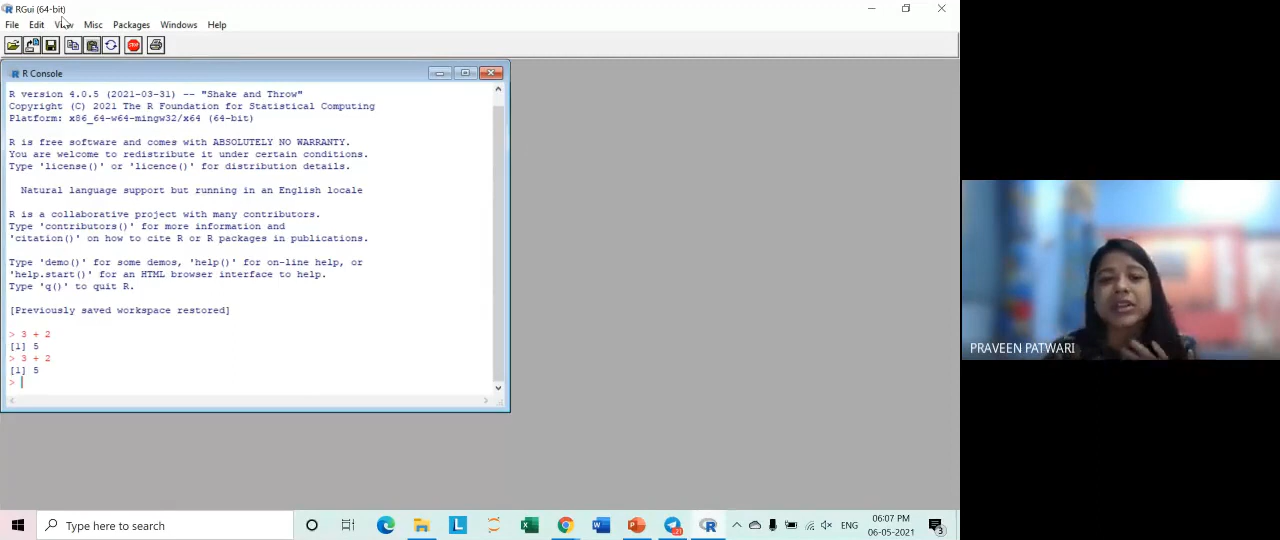 RGui (64-bit)
File Edit View Misc Packages Windows Help
STOP
R Console
R version 4.0.5 (2021-03-31) -- "Shake and Throw"
Copyright (C) 2021 The R Foundation for Statistical Computing
Platform: x86_64-w64-mingw32/x64 (64-bit)
R is free software and comes with ABSOLUTELY NO WARRANTY.
You are welcome to redistribute it under certain conditions.
Type 'license()' or 'licence()' for distribution details.
Natural language support but running in an English locale
R is a collaborative project with many contributors.
Type 'contributors()' for more information and
'citation()' on how to cite R or R packages in publications.
Type 'demo()' for some demos, 'help()' for on-line help, or
'help.start()' for an HTML browser interface to help.
Type 'q()' to quit R.
[Previously saved workspace restored]
> 3 + 2
[1] 5
> 3 + 2
[1] 5
>
PRAVEEN PATWARI
Type here to search
ENG
06:07 PM
06-05-2021
3